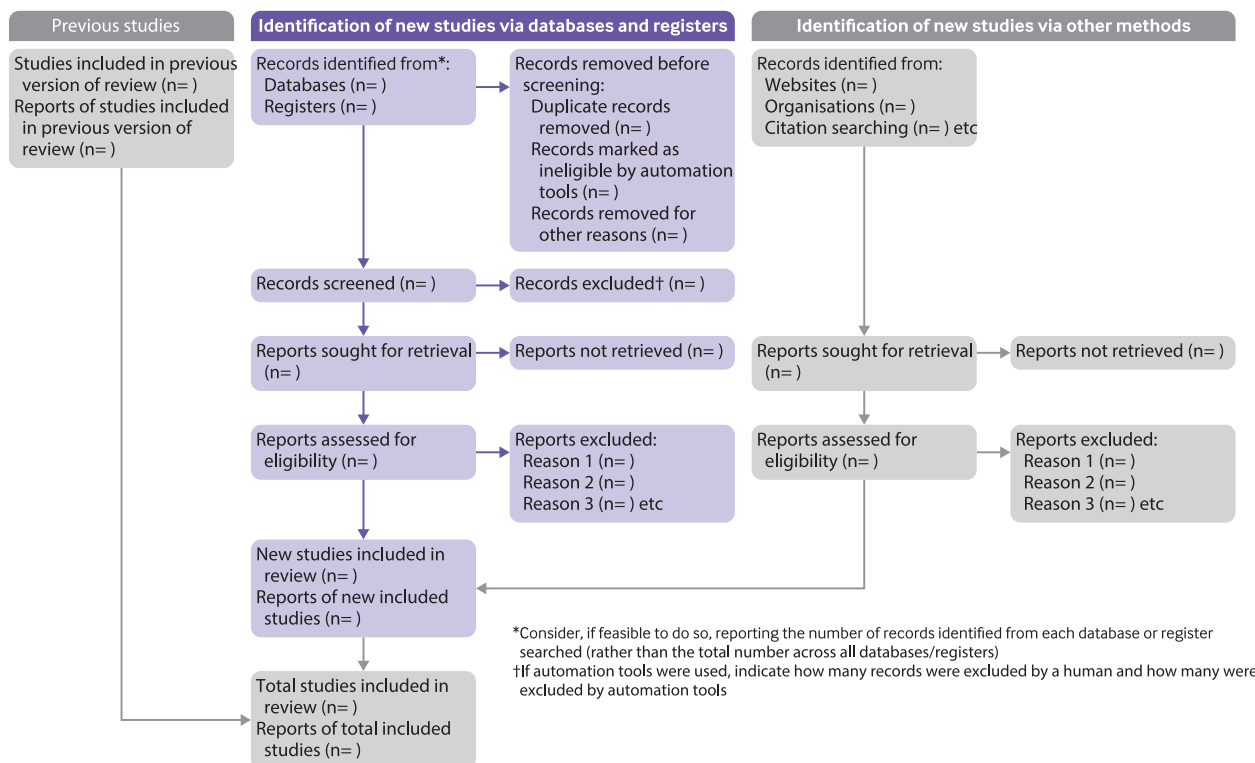 Previous studies
Studies included in previous
version of review (n= )
Reports of studies included
in previous version of
review (n= )
Identification of new studies via databases and registers
Records identified from*:
Databases (n= )
Registers (n= )
Records removed before
screening:
Duplicate records
removed (n= )
Records marked as
ineligible by automation
tools (n= )
Records removed for
other reasons (n= )
Records screened (n= )
Records excluded† (n= )
Reports sought for retrieval
(n= )
Reports not retrieved (n= )
Reports assessed for
eligibility (n= )
Reports excluded:
Reason 1 (n= )
Reason 2 (n= )
Reason 3 (n= ) etc
New studies included in
review (n= )
Reports of new included
studies (n= )
Total studies included in
review (n= )
Reports of total included
studies (n= )
Identification of new studies via other methods
Records identified from:
Websites (n= )
Organisations (n= )
Citation searching (n= ) etc
Reports sought for retrieval
(n= )
Reports not retrieved (n= )
Reports assessed for
eligibility (n= )
Reports excluded:
Reason 1 (n= )
Reason 2 (n= )
Reason 3 (n= ) etc
*Consider, if feasible to do so, reporting the number of records identified from each database or register
searched (rather than the total number across all databases/registers)
†If automation tools were used, indicate how many records were excluded by a human and how many were
excluded by automation tools